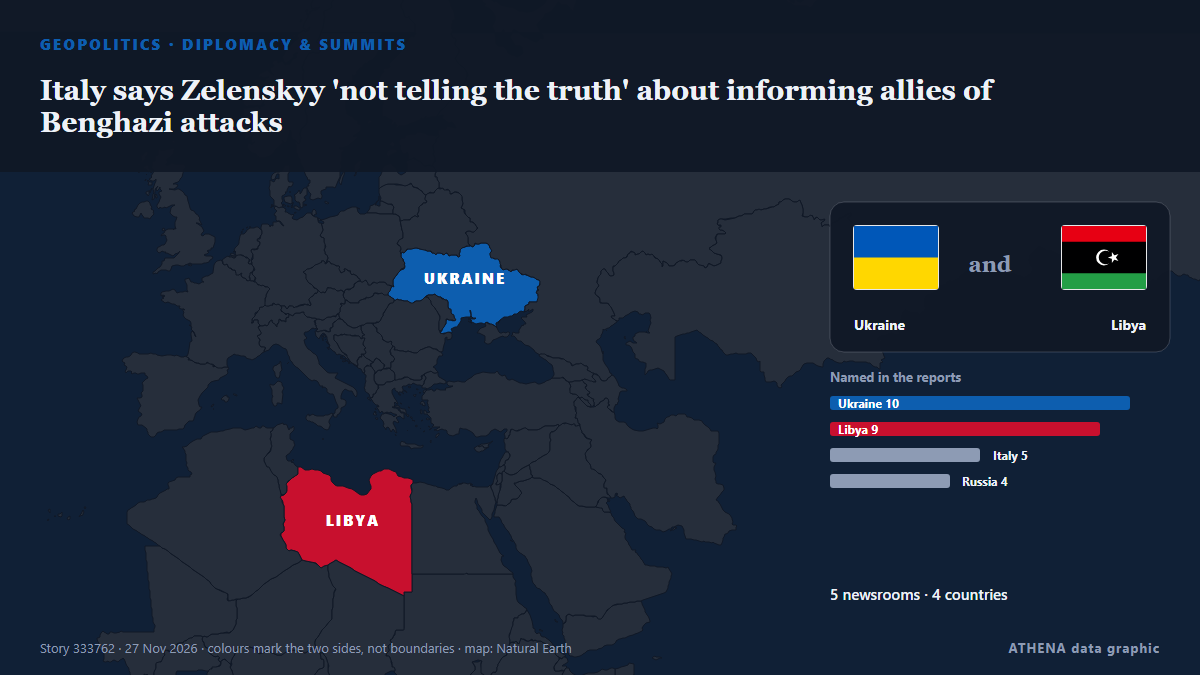 GEOPOLITICS · DIPLOMACY & SUMMITS
Italy says Zelenskyy 'not telling the truth' about informing allies of
Benghazi attacks
UKRAINE
LIBYA
and
Ukraine
Libya
Named in the reports
Ukraine 10
Libya 9
Italy 5
Russia 4
5 newsrooms · 4 countries
Story 333762 · 27 Nov 2026 · colours mark the two sides, not boundaries · map: Natural Earth
ATHENA data graphic